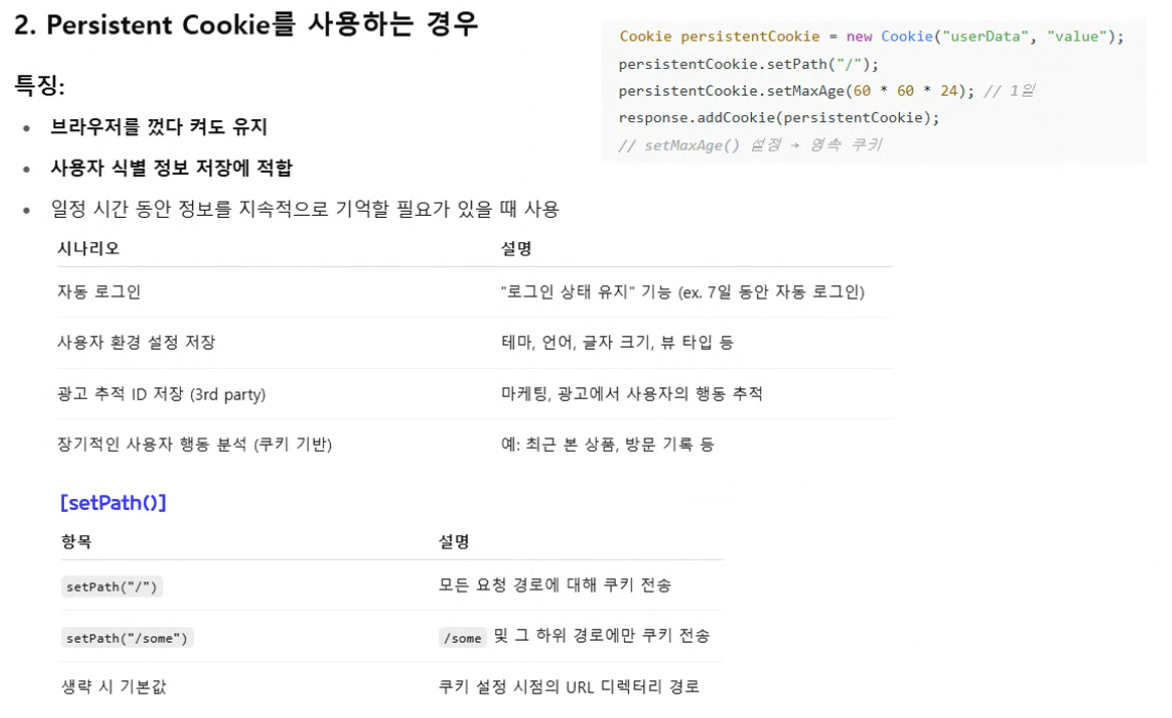 2. Persistent Cookie를 사용하는 경우
Cookie persistentCookie = new Cookie("userData", "value");
persistentCookie.setPath("/");
persistentCookie.setMaxAge(60 * 60 * 24); // 1일
response.addCookie(persistentCookie);
// setMaxAge() 설정 → 영속 쿠키
특징:
• 브라우저를 껐다 켜도 유지
• 사용자 식별 정보 저장에 적합
• 일정 시간 동안 정보를 지속적으로 기억할 필요가 있을 때 사용
시나리오 설명
자동 로그인 "로그인 상태 유지" 기능 (ex. 7일 동안 자동 로그인)
사용자 환경 설정 저장 테마, 언어, 글자 크기, 뷰 타입 등
광고 추적 ID 저장 (3rd party) 마케팅, 광고에서 사용자의 행동 추적
장기적인 사용자 행동 분석 (쿠키 기반) 예: 최근 본 상품, 방문 기록 등
[setPath()]
항목 설명
setPath("/") 모든 요청 경로에 대해 쿠키 전송
setPath("/some") /some 및 그 하위 경로에만 쿠키 전송
생략 시 기본값 쿠키 설정 시점의 URL 디렉터리 경로